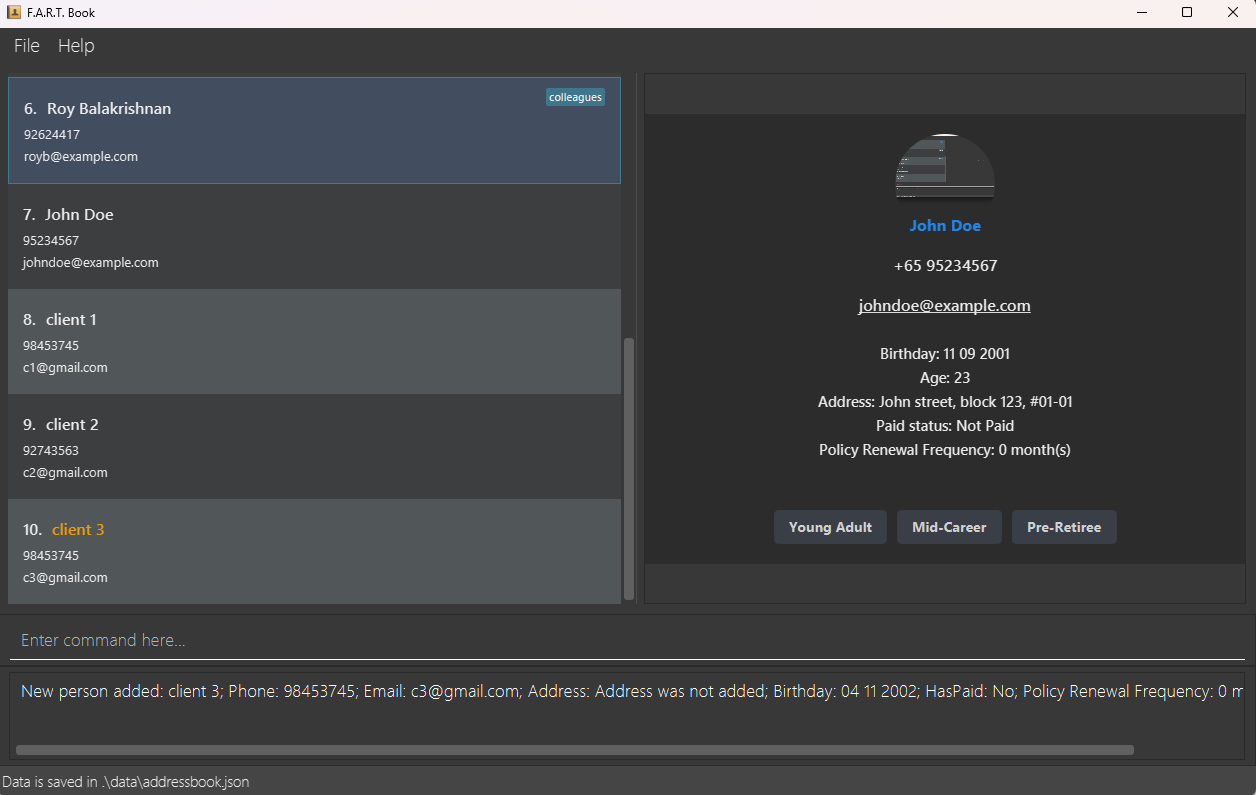 F.A.R.T. Book
File Help
6. Roy Balakrishnan
colleagues
92624417
royb@example.com
7. John Doe
95234567
johndoe@example.com
8. client 1
98453745
c1@gmail.com
9. client 2
92743563
c2@gmail.com
10. client 3
98453745
c3@gmail.com
John Doe
+65 95234567
johndoe@example.com
Birthday: 11 09 2001
Age: 23
Address: John street, block 123, #01-01
Paid status: Not Paid
Policy Renewal Frequency: 0 month(s)
Young Adult Mid-Career Pre-Retiree
Enter command here...
New person added: client 3; Phone: 98453745; Email: c3@gmail.com; Address: Address was not added; Birthday: 04 11 2002; HasPaid: No; Policy Renewal Frequency: 0 m
Data is saved in .\data\addressbook.json